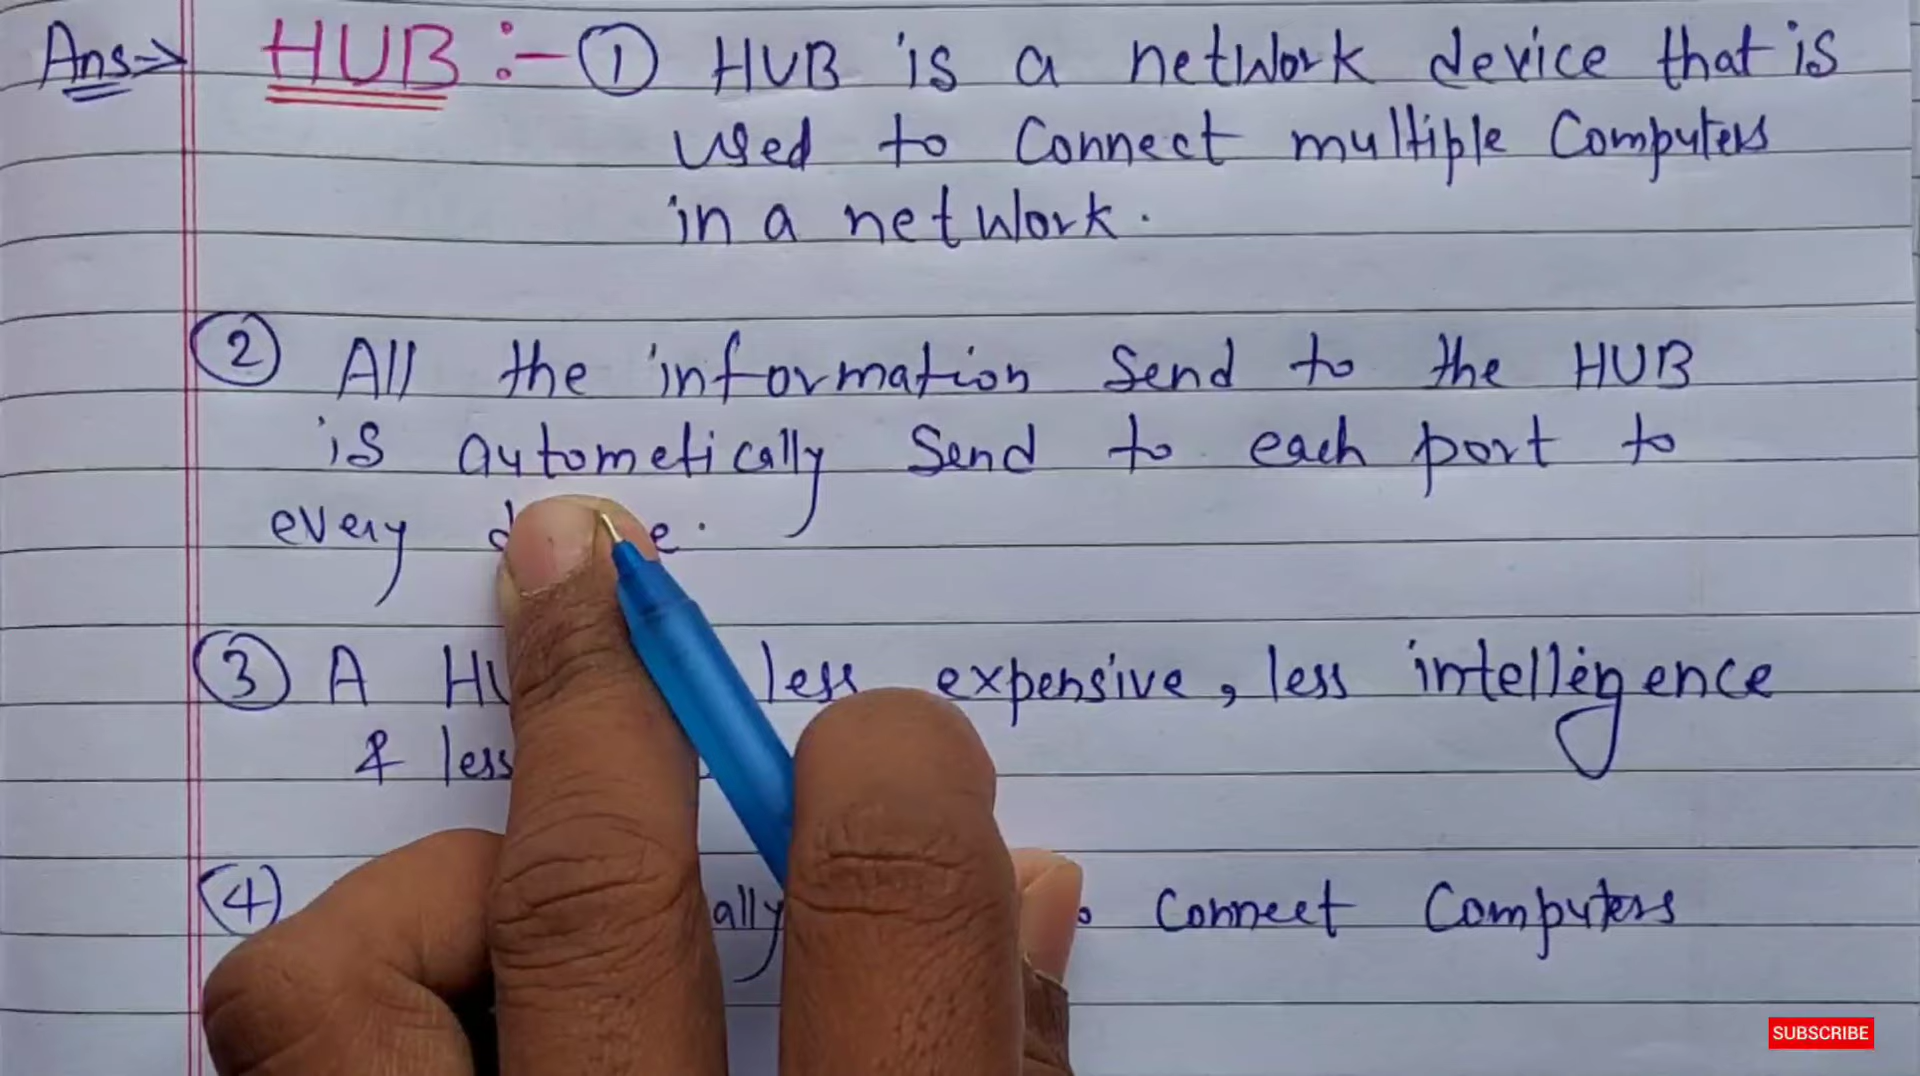 Ans→ HUB :- ① HUB is a network device that is
used to Connect multiple Computers
in a network.
② All the information Send to the HUB
is autometically Send to each port to
every
③ A less expensive, less intelligence
& less
④ Connect Computers
SUBSCRIBE